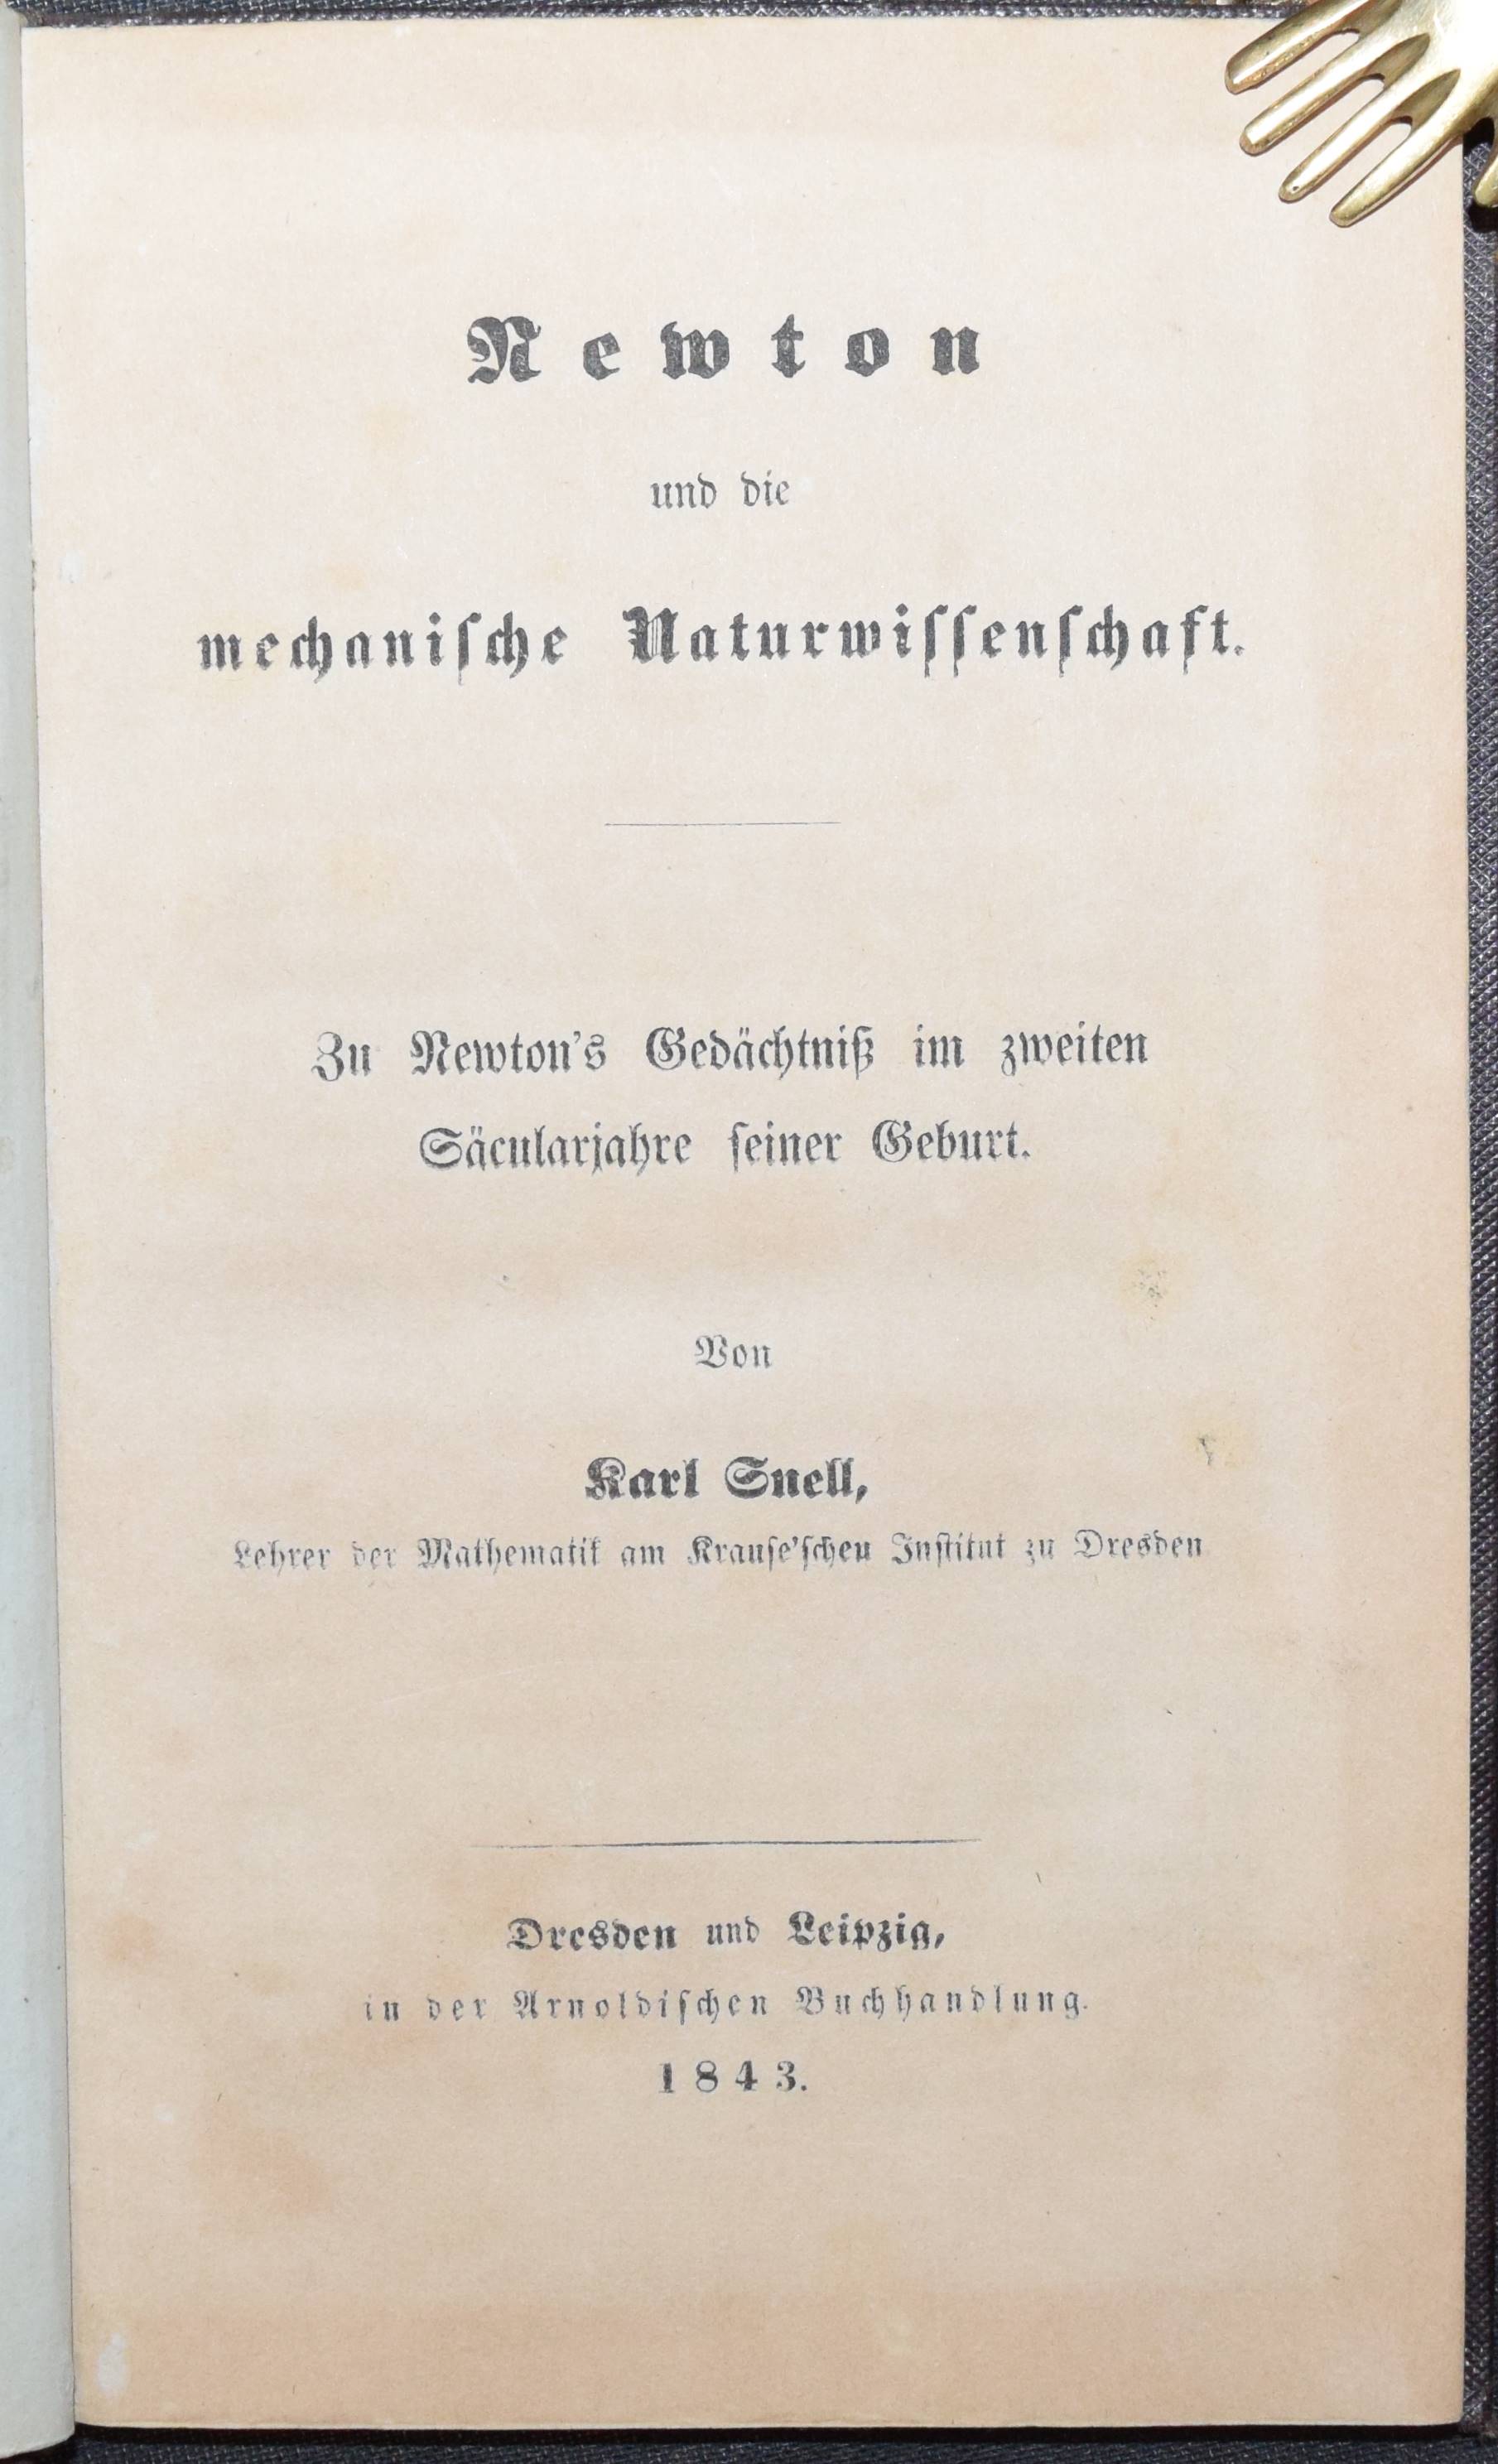 Newton
und die
mechaniſche Naturwiſſenſchaft.
Zu Newton's Gedächtniß im zweiten
Säcularjahre ſeiner Geburt.
Von
Karl Snell,
Lehrer der Mathematik am Krauſe'ſchen Inſtitut zu Dresden
Dresden und Leipzig,
in der Arnoldiſchen Buchhandlung.
1843.